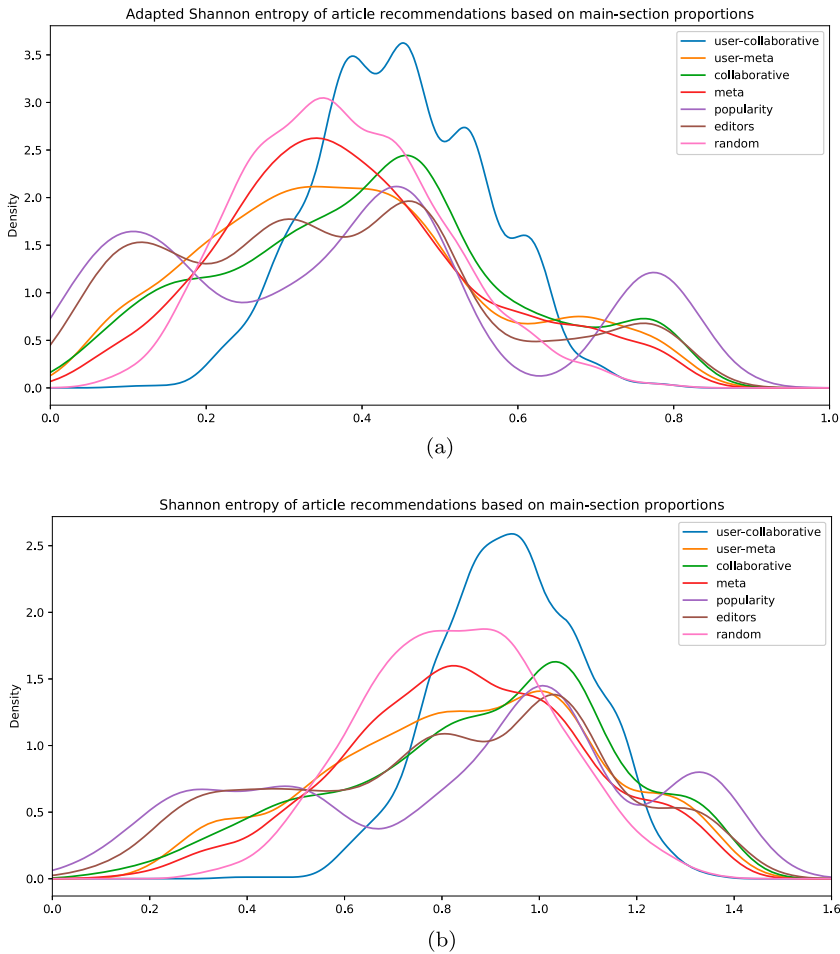 Adapted Shannon entropy of article recommendations based on main-section proportions
3.5
3.0
2.5
2.0
1.5
1.0
0.5
0.0
Density
user-collaborative
user-meta
collaborative
meta
popularity
editors
random
0.0 0.2 0.4 0.6 0.8 1.0
(a)
Shannon entropy of article recommendations based on main-section proportions
2.5
2.0
1.5
1.0
0.5
0.0
Density
user-collaborative
user-meta
collaborative
meta
popularity
editors
random
0.0 0.2 0.4 0.6 0.8 1.0 1.2 1.4 1.6
(b)